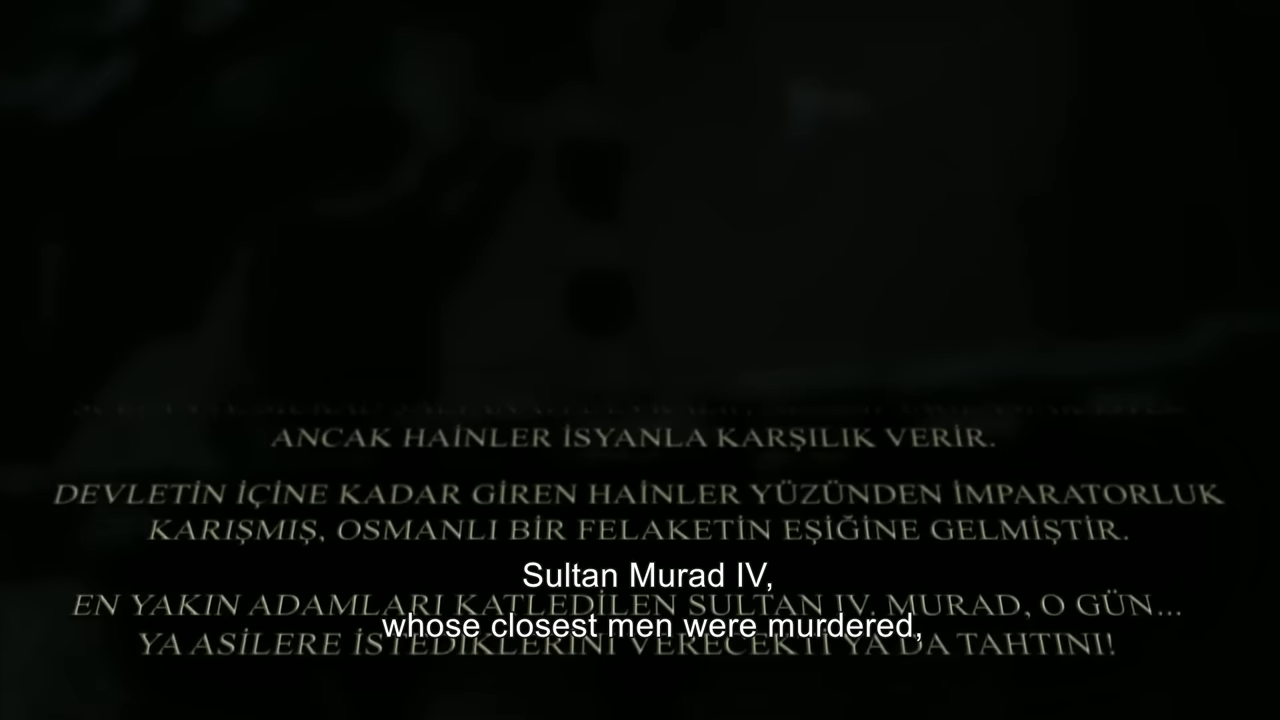 ANCAK HAİNLER İSYANLA KARŞILIK VERİR.
DEVLETİN İÇİNE KADAR GİREN HAİNLER YÜZÜNDEN İMPARATORLUK
KARIŞMIŞ, OSMANLI BİR FELAKETİN EŞİĞİNE GELMİŞTİR.
Sultan Murad IV,
EN YAKIN ADAMLARI KATLEDİLEN SULTAN IV. MURAD, O GÜN...
whose closest men were murdered,
YA ASİLERE İSTEDİKLERİNİ VERECEKTİ YA DA TAHTINI!